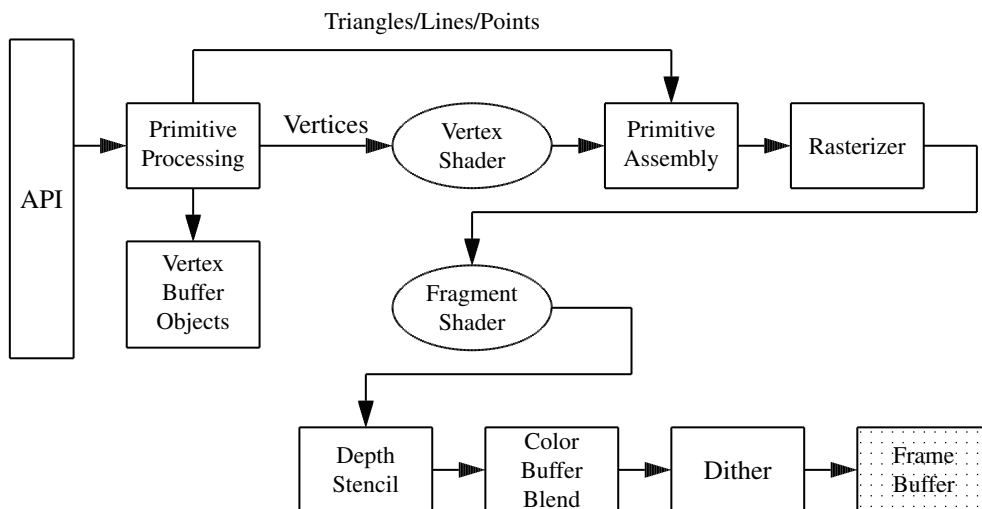 Triangles/Lines/Points
API
Primitive
Processing
Vertices
Vertex
Shader
Primitive
Assembly
Rasterizer
Vertex
Buffer
Objects
Fragment
Shader
Depth
Stencil
Color
Buffer
Blend
Dither
Frame
Buffer